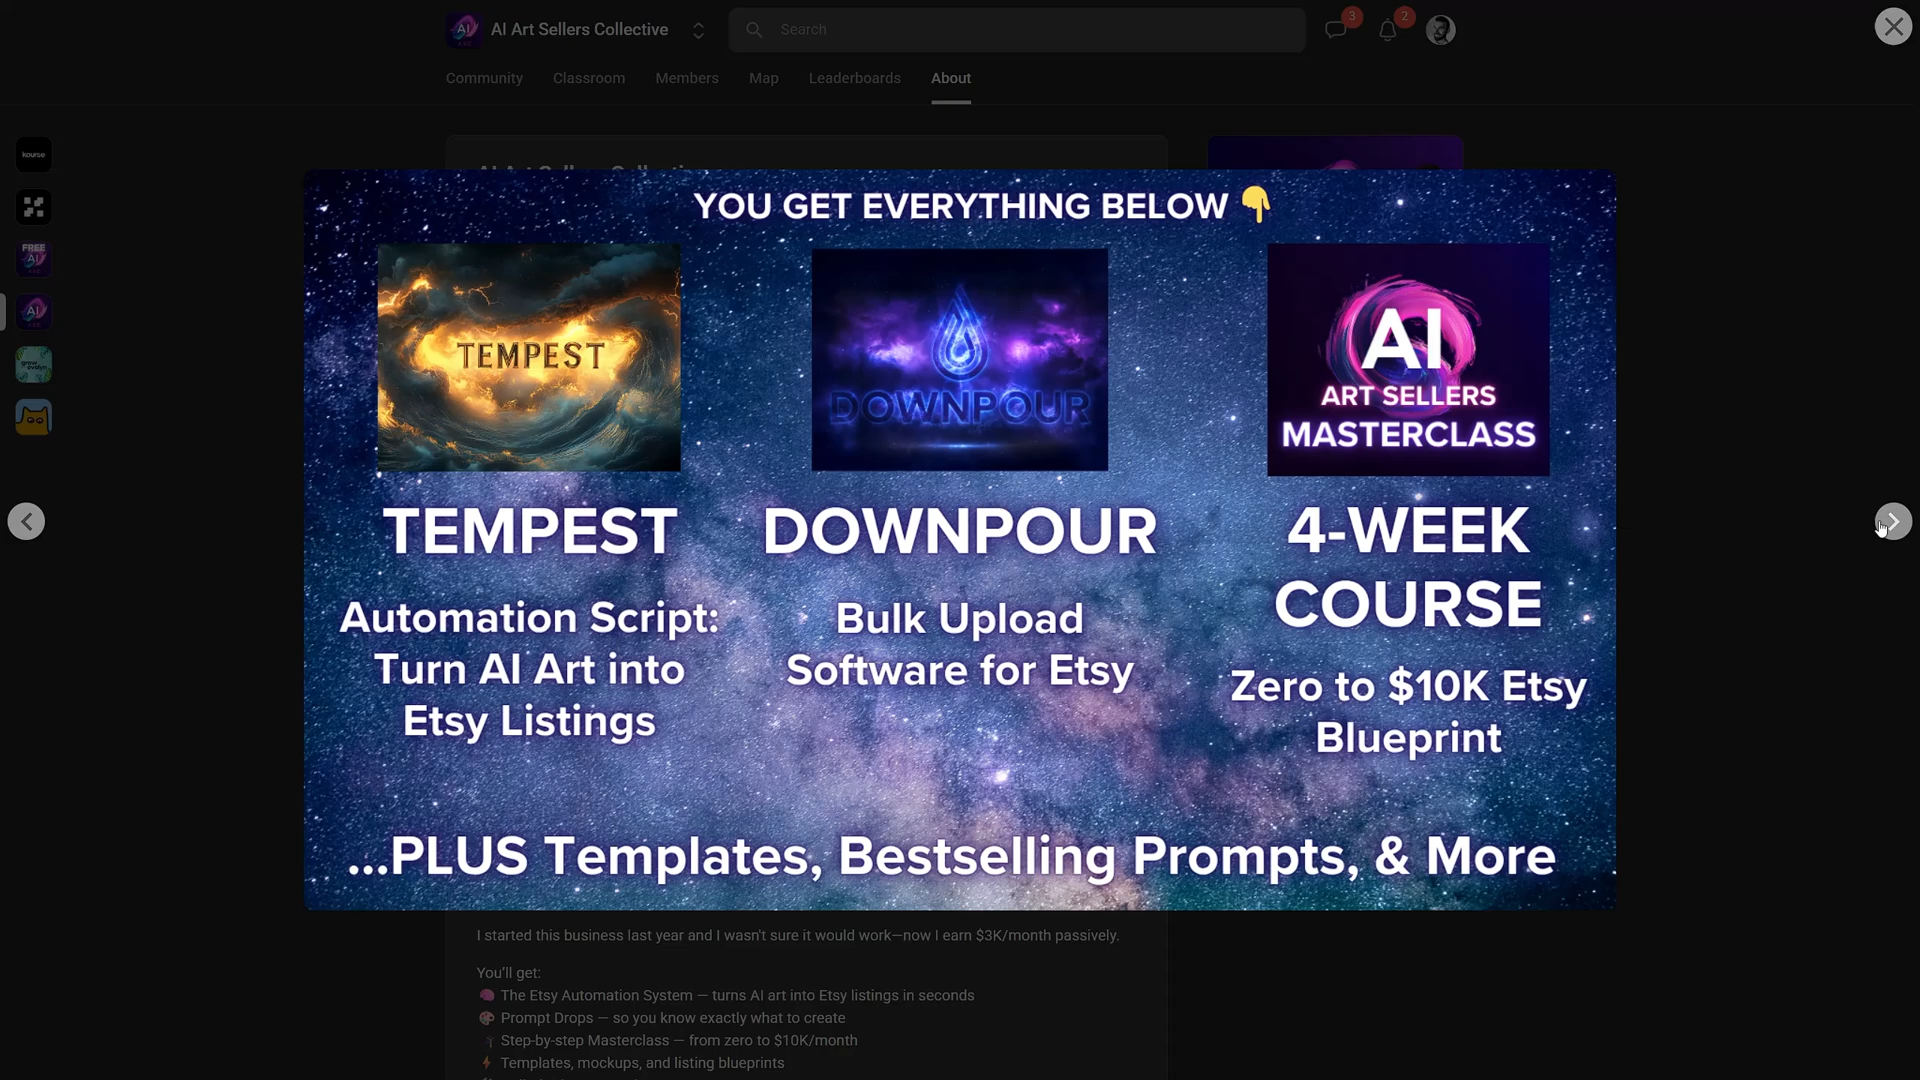 AI Art Sellers Collective
Search
3
2
Community
Classroom
Members
Map
Leaderboards
About
kourse
FREE
AI
AI
YOU GET EVERYTHING BELOW 👇
TEMPEST
DOWNPOUR
AI
ART SELLERS
MASTERCLASS
TEMPEST
Automation Script:
Turn AI Art into
Etsy Listings
DOWNPOUR
Bulk Upload
Software for Etsy
4-WEEK
COURSE
Zero to $10K Etsy
Blueprint
...PLUS Templates, Bestselling Prompts, & More
I started this business last year and I wasn't sure it would work—now I earn $3K/month passively.
You'll get:
🧠 The Etsy Automation System — turns AI art into Etsy listings in seconds
🎨 Prompt Drops — so you know exactly what to create
Step-by-step Masterclass — from zero to $10K/month
⚡ Templates, mockups, and listing blueprints